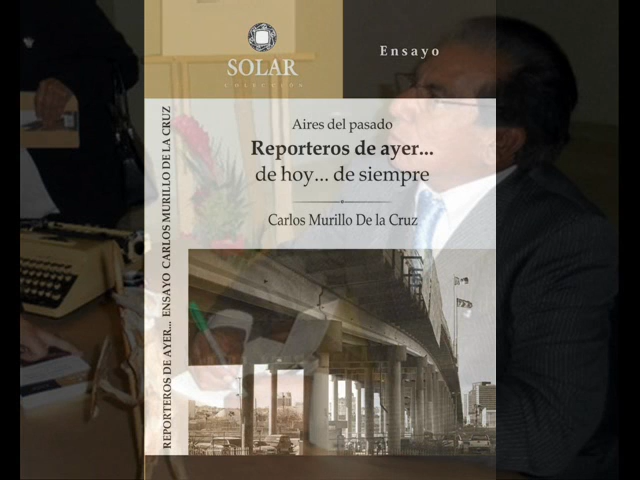 SOLAR
COLECCIÓN
Ensayo
Aires del pasado
Reporteros de ayer...
de hoy... de siempre
Carlos Murillo De la Cruz
REPORTEROS DE AYER... ENSAYO CARLOS MURILLO DE LA CRUZ